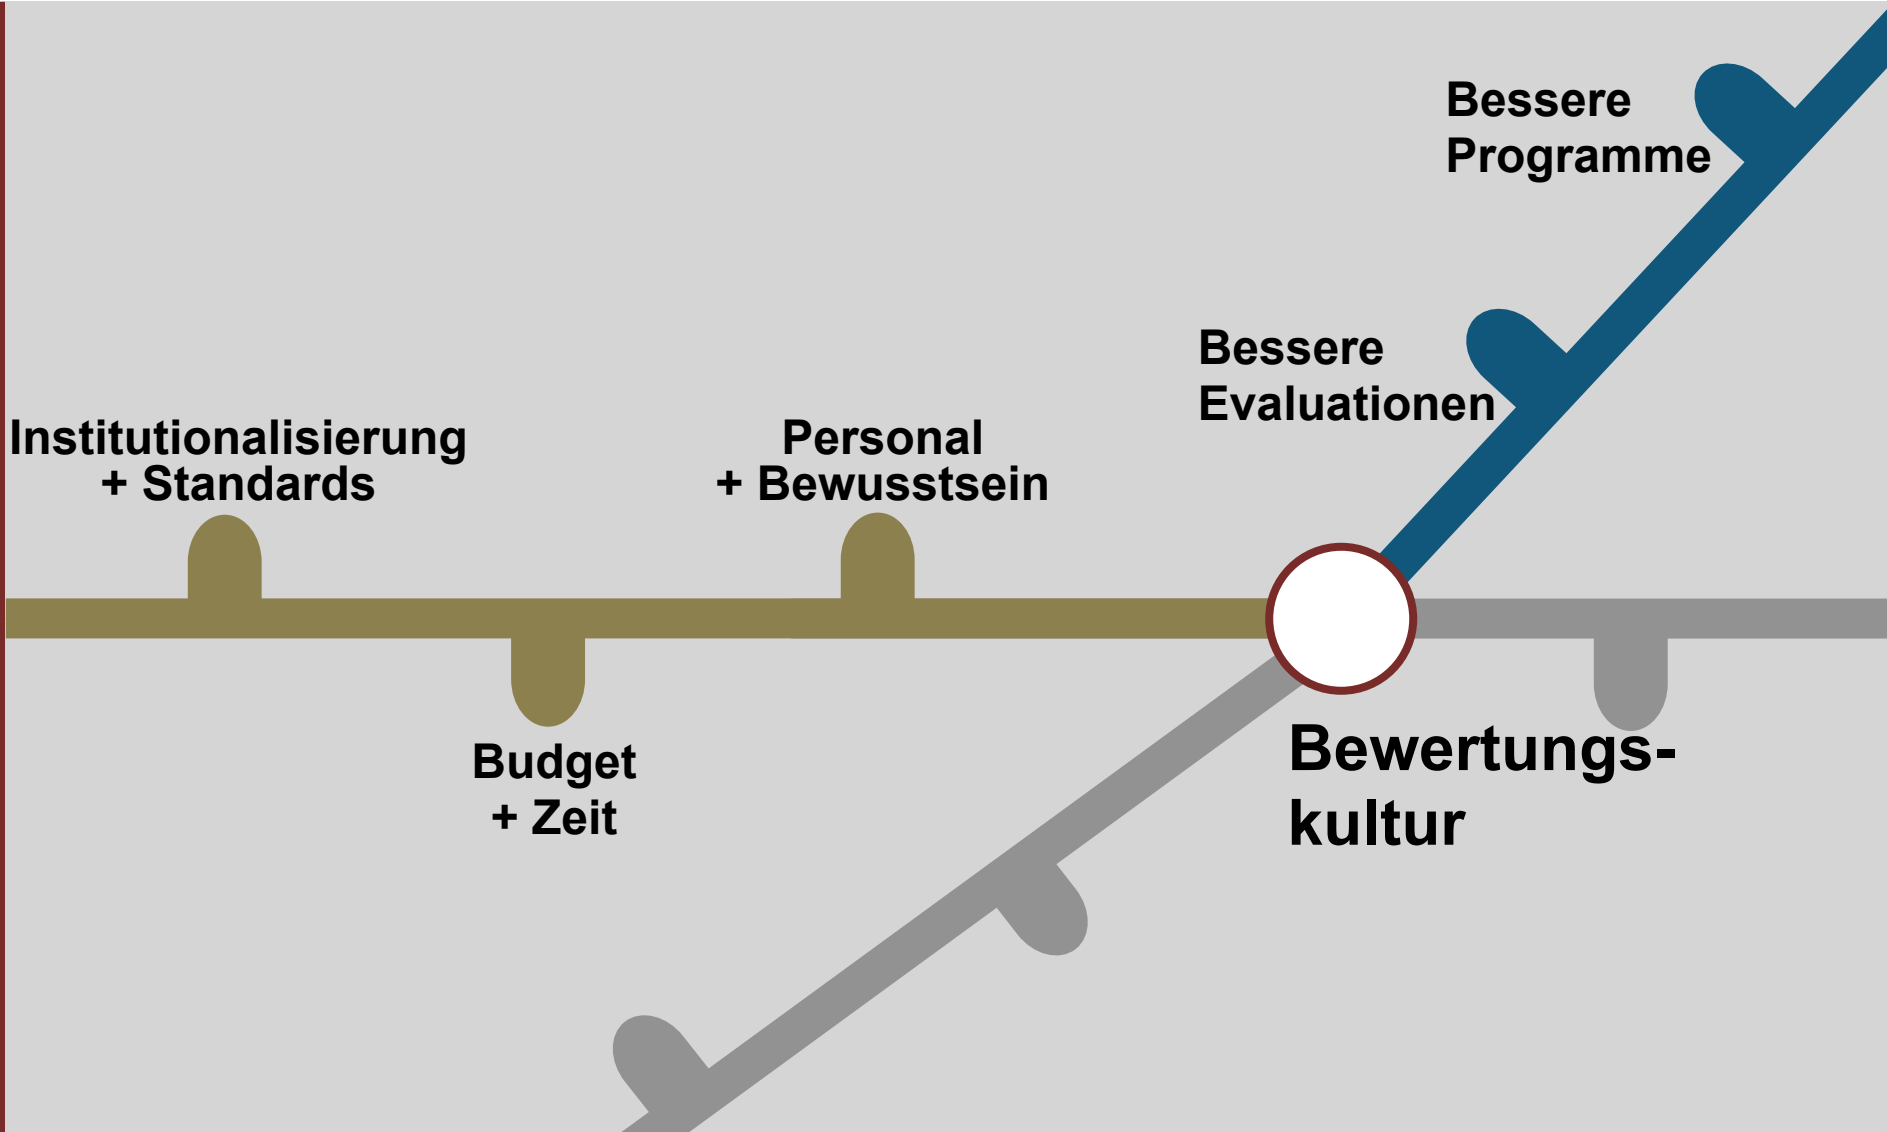 Bessere
Programme
Bessere
Evaluationen
Institutionalisierung
+ Standards
Personal
+ Bewusstsein
Budget
+ Zeit
Bewertungs-
kultur